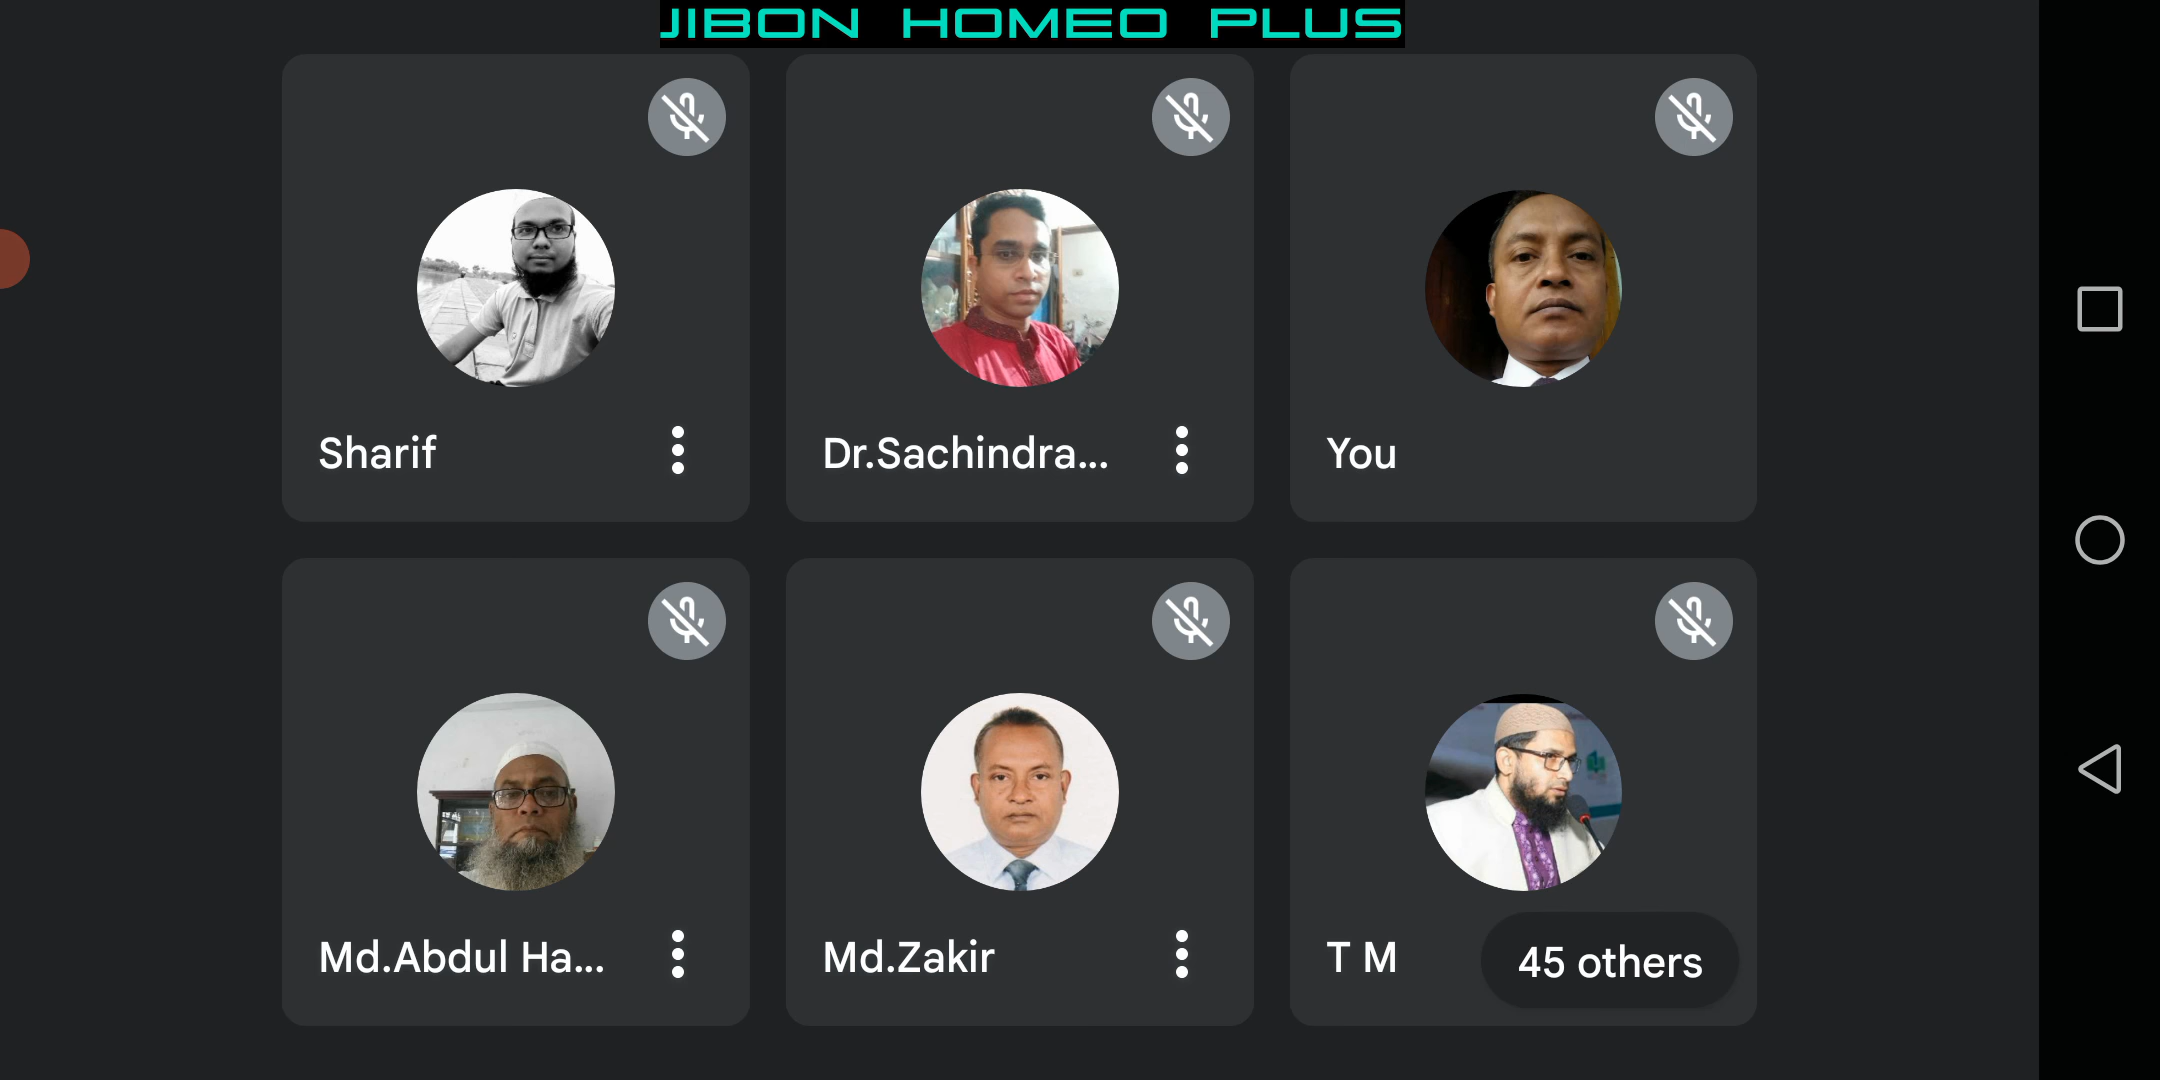 JIBON HOMEO PLUS
Sharif
Dr.Sachindra...
You
Md.Abdul Ha...
Md.Zakir
T M
45 others